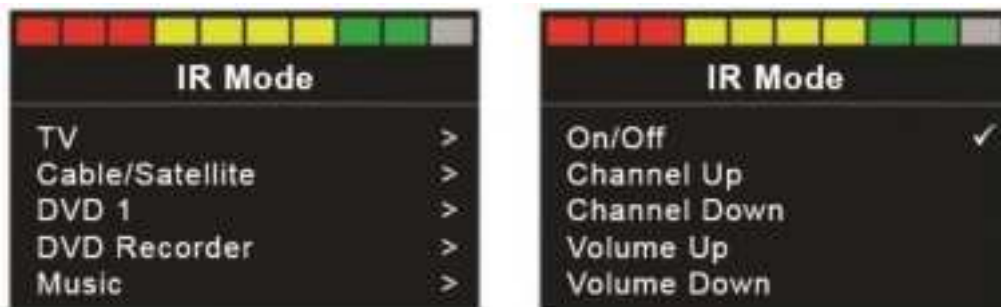 IR Mode
TV >
Cable/Satellite >
DVD 1 >
DVD Recorder >
Music >
IR Mode
On/Off ✓
Channel Up
Channel Down
Volume Up
Volume Down